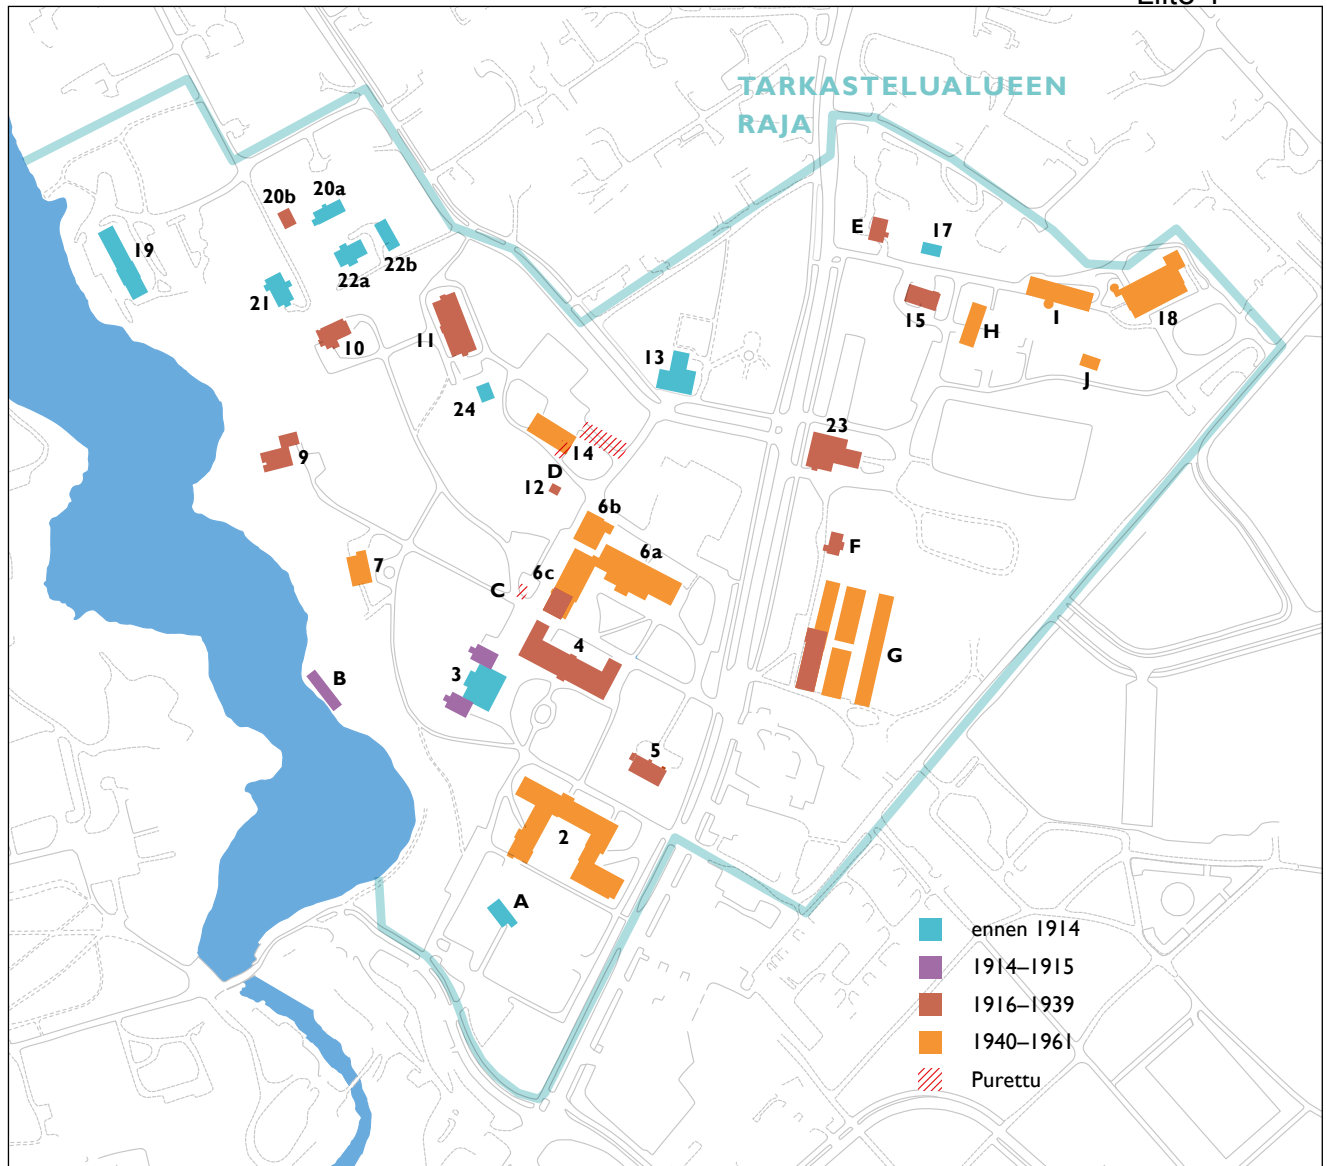 TARKASTELUALUEEN
RAJA
20b
20a
19
22a
22b
21
10
11
24
13
E
17
15
H
I
18
J
9
14
D
12
23
6b
6a
6c
C
7
F
4
3
B
G
5
2
A
ennen 1914
1914–1915
1916–1939
1940–1961
Purettu